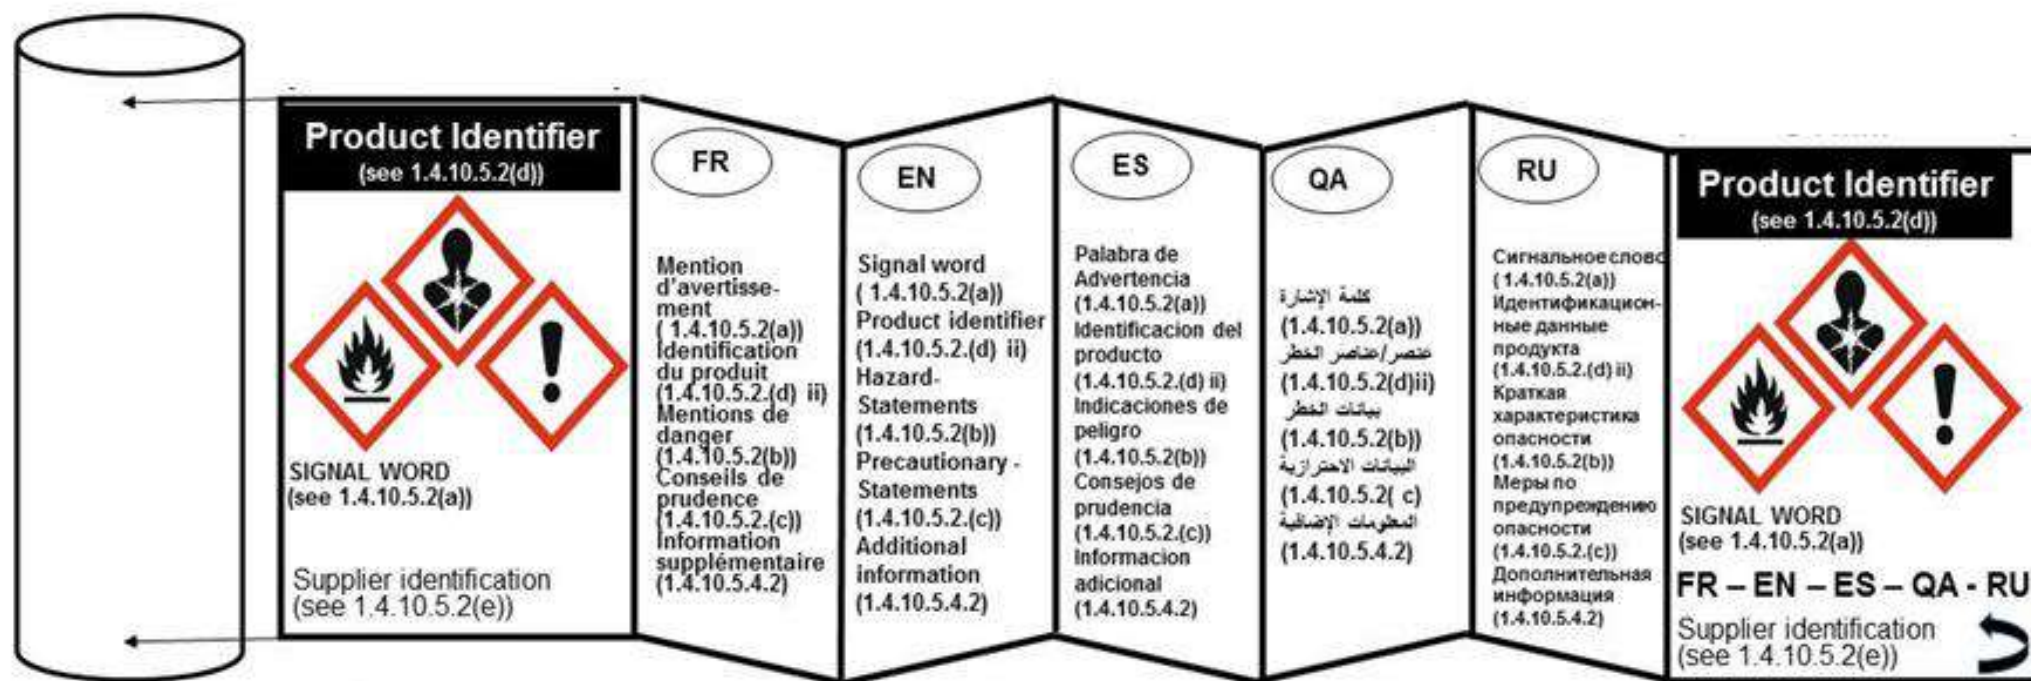 Product Identifier
(see 1.4.10.5.2(d))
SIGNAL WORD
(see 1.4.10.5.2(a))
Supplier identification
(see 1.4.10.5.2(e))
FR
Mention
d'avertisse-
ment
( 1.4.10.5.2(a))
Identification
du produit
(1.4.10.5.2.(d) ii)
Mentions de
danger
(1.4.10.5.2(b))
Conseils de
prudence
(1.4.10.5.2.(c))
Information
supplémentaire
(1.4.10.5.4.2)
EN
Signal word
( 1.4.10.5.2(a))
Product identifier
(1.4.10.5.2.(d) ii)
Hazard-
Statements
(1.4.10.5.2(b))
Precautionary -
Statements
(1.4.10.5.2.(c))
Additional
information
(1.4.10.5.4.2)
ES
Palabra de
Advertencia
(1.4.10.5.2(a))
Identificacion del
producto
(1.4.10.5.2.(d) ii)
Indicaciones de
peligro
(1.4.10.5.2(b))
Consejos de
prudencia
(1.4.10.5.2.(c))
Informacion
adicional
(1.4.10.5.4.2)
QA
كلمة الإشارة
(1.4.10.5.2(a))
عنصر/عناصر الخطر
(1.4.10.5.2(d)ii)
بيانات الخطر
(1.4.10.5.2(b))
البيانات الاحترازية
(1.4.10.5.2( c)
المعلومات الإضافية
(1.4.10.5.4.2)
RU
Сигнальное слово
( 1.4.10.5.2(a))
Идентификацион-
ные данные
продукта
(1.4.10.5.2.(d) ii)
Краткая
характеристика
опасности
(1.4.10.5.2(b))
Меры по
предупреждению
опасности
(1.4.10.5.2.(c))
Дополнительная
информация
(1.4.10.5.4.2)
Product Identifier
(see 1.4.10.5.2(d))
SIGNAL WORD
(see 1.4.10.5.2(a))
FR – EN – ES – QA - RU
Supplier identification
(see 1.4.10.5.2(e))